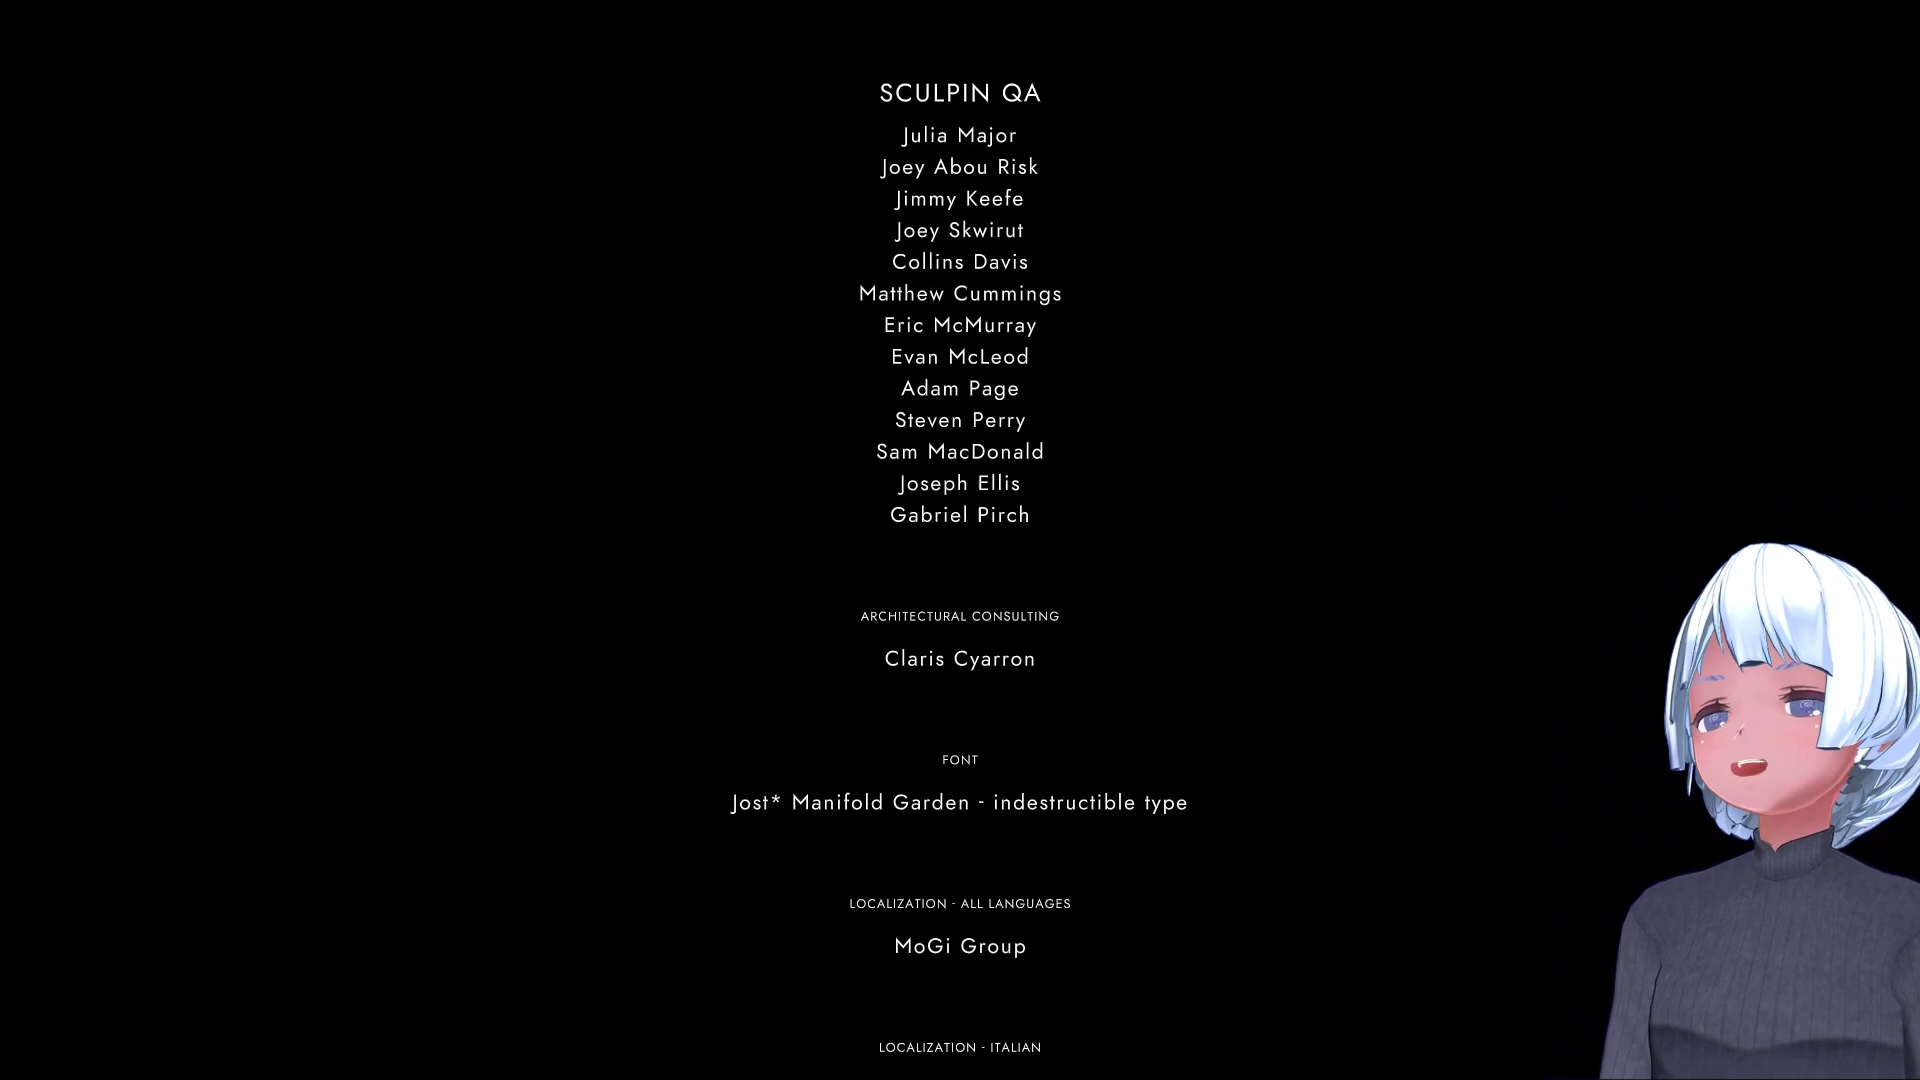 SCULPIN QA
Julia Major
Joey Abou Risk
Jimmy Keefe
Joey Skwirut
Collins Davis
Matthew Cummings
Eric McMurray
Evan McLeod
Adam Page
Steven Perry
Sam MacDonald
Joseph Ellis
Gabriel Pirch
ARCHITECTURAL CONSULTING
Claris Cyarron
FONT
Jost* Manifold Garden - indestructible type
LOCALIZATION - ALL LANGUAGES
MoGi Group
LOCALIZATION - ITALIAN